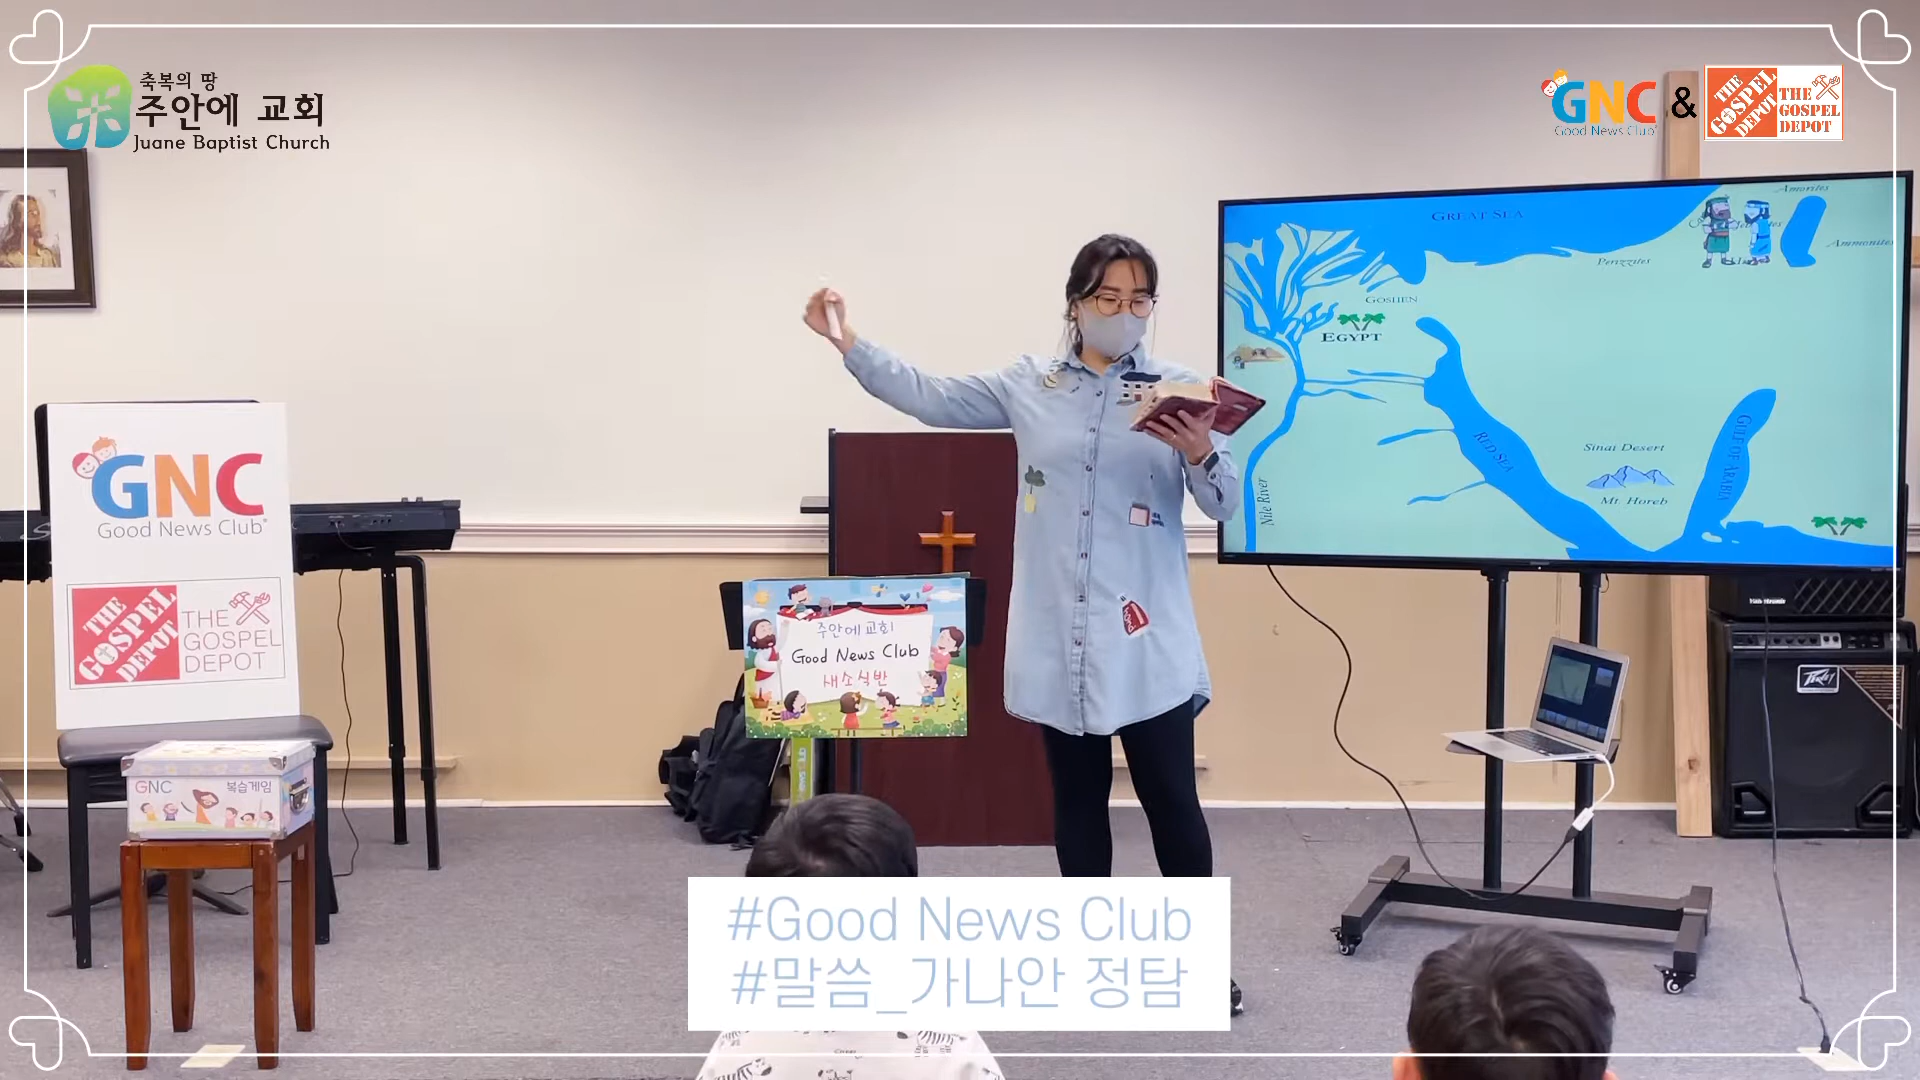 축복의 땅
주안에 교회
Juane Baptist Church
GNC
Good News Club
&
THE GOSPEL DEPOT
THE
GOSPEL
DEPOT
GREAT SEA
Amorites
Ammonites
Perizzites
GOSHEN
EGYPT
RED SEA
Nile River
Sinai Desert
Mt. Horeb
GULF OF ARABIA
GNC
Good News Club
THE GOSPEL DEPOT
THE
GOSPEL
DEPOT
주안에 교회
Good News Club
새소식반
GNC 복습게임
Peavey
#Good News Club
#말씀_가나안 정탐